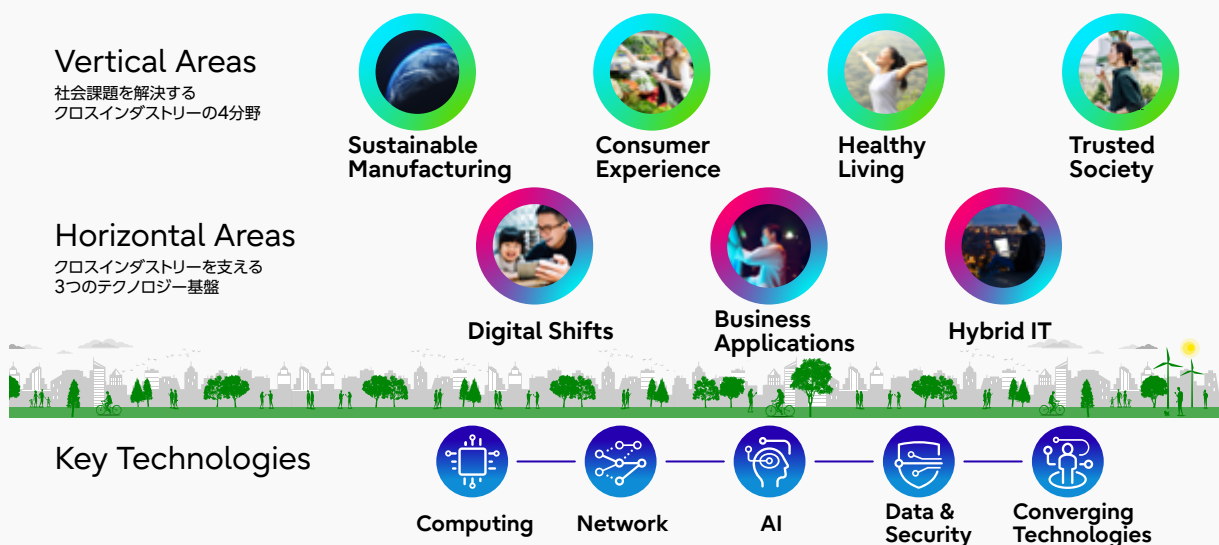 Vertical Areas
社会課題を解決する
クロスインダストリーの4分野
Sustainable
Manufacturing
Consumer
Experience
Healthy
Living
Trusted
Society
Horizontal Areas
クロスインダストリーを支える
3つのテクノロジー基盤
Digital Shifts
Business
Applications
Hybrid IT
Key Technologies
Computing
Network
AI
Data &
Security
Converging
Technologies